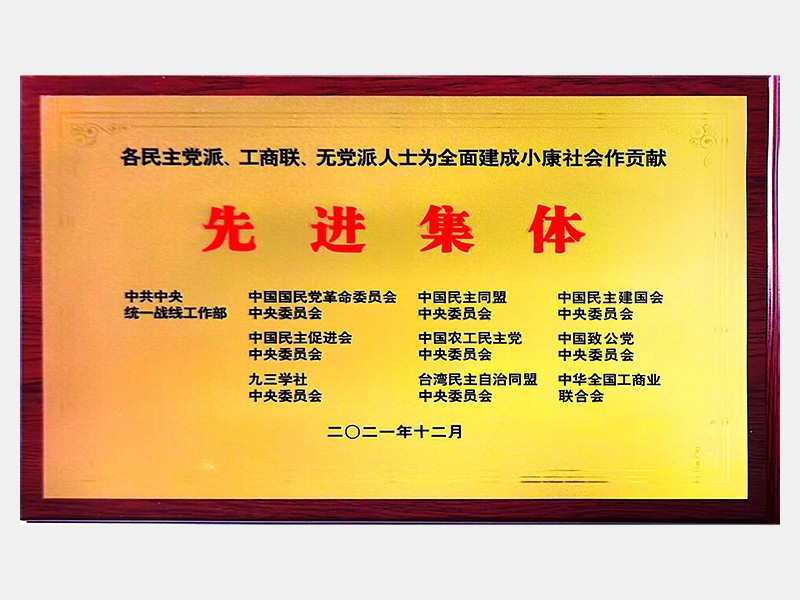 各民主党派、工商联、无党派人士为全面建成小康社会作贡献
先进集体
中共中央
统一战线工作部
中国国民党革命委员会
中央委员会
中国民主同盟
中央委员会
中国民主建国会
中央委员会
中国民主促进会
中央委员会
中国农工民主党
中央委员会
中国致公党
中央委员会
九三学社
中央委员会
台湾民主自治同盟
中央委员会
中华全国工商业
联合会
二〇二一年十二月